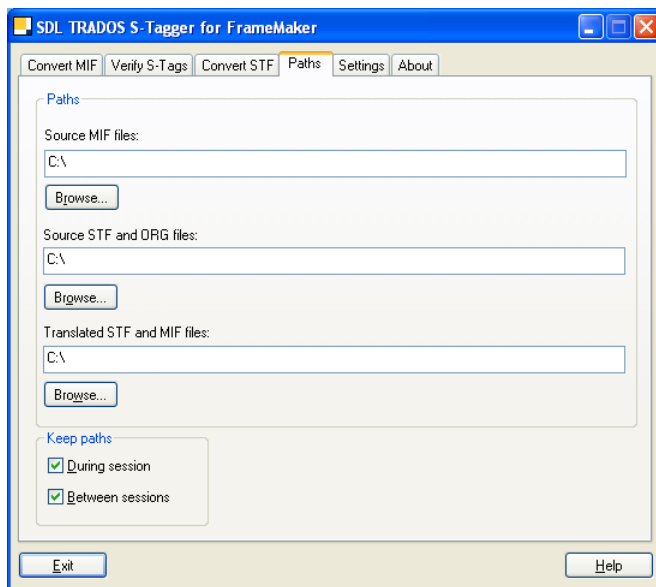 SDL TRADOS S-Tagger for FrameMaker
Convert MIF Verify S-Tags Convert STF Paths Settings About
Paths
Source MIF files:
C:\
Browse...
Source STF and ORG files:
C:\
Browse...
Translated STF and MIF files:
C:\
Browse...
Keep paths
During session
Between sessions
Exit Help